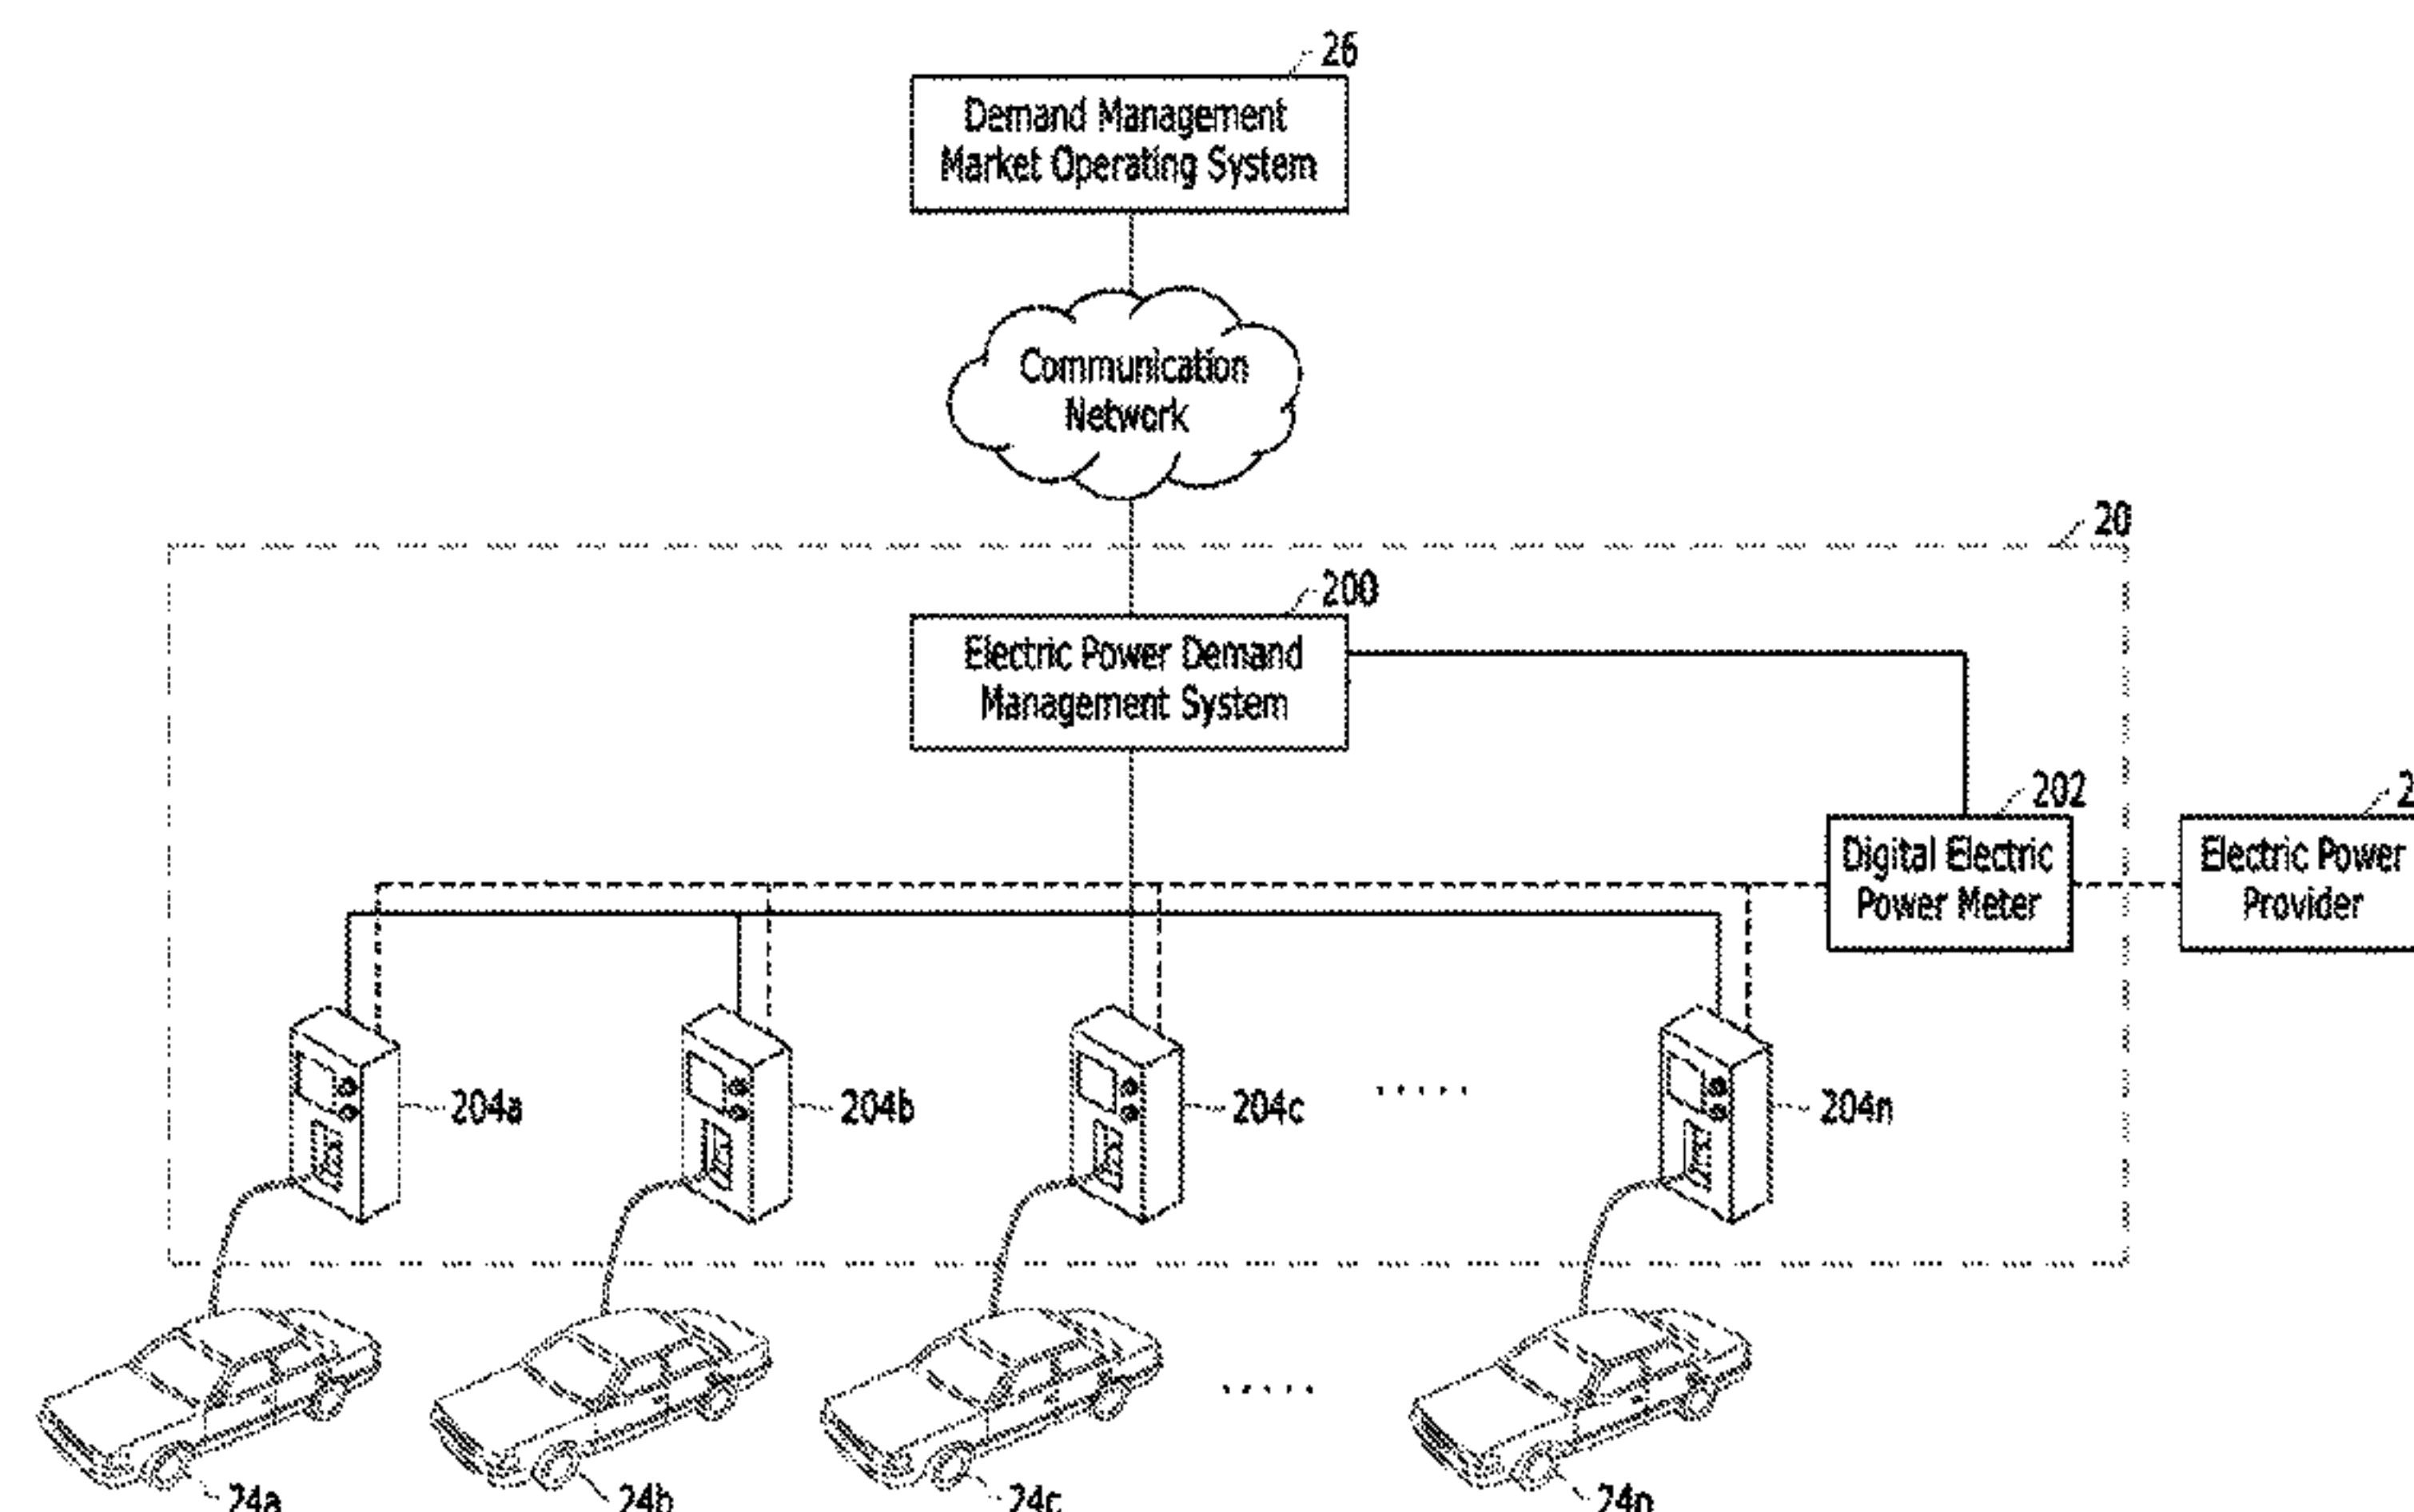 26
Demand Management
Market Operating System
Communication
Network
20
200
Electric Power Demand
Management System
202
Digital Electric
Power Meter
Electric Power
Provider
204a
204b
204c
204n
24a
24b
24c
24n